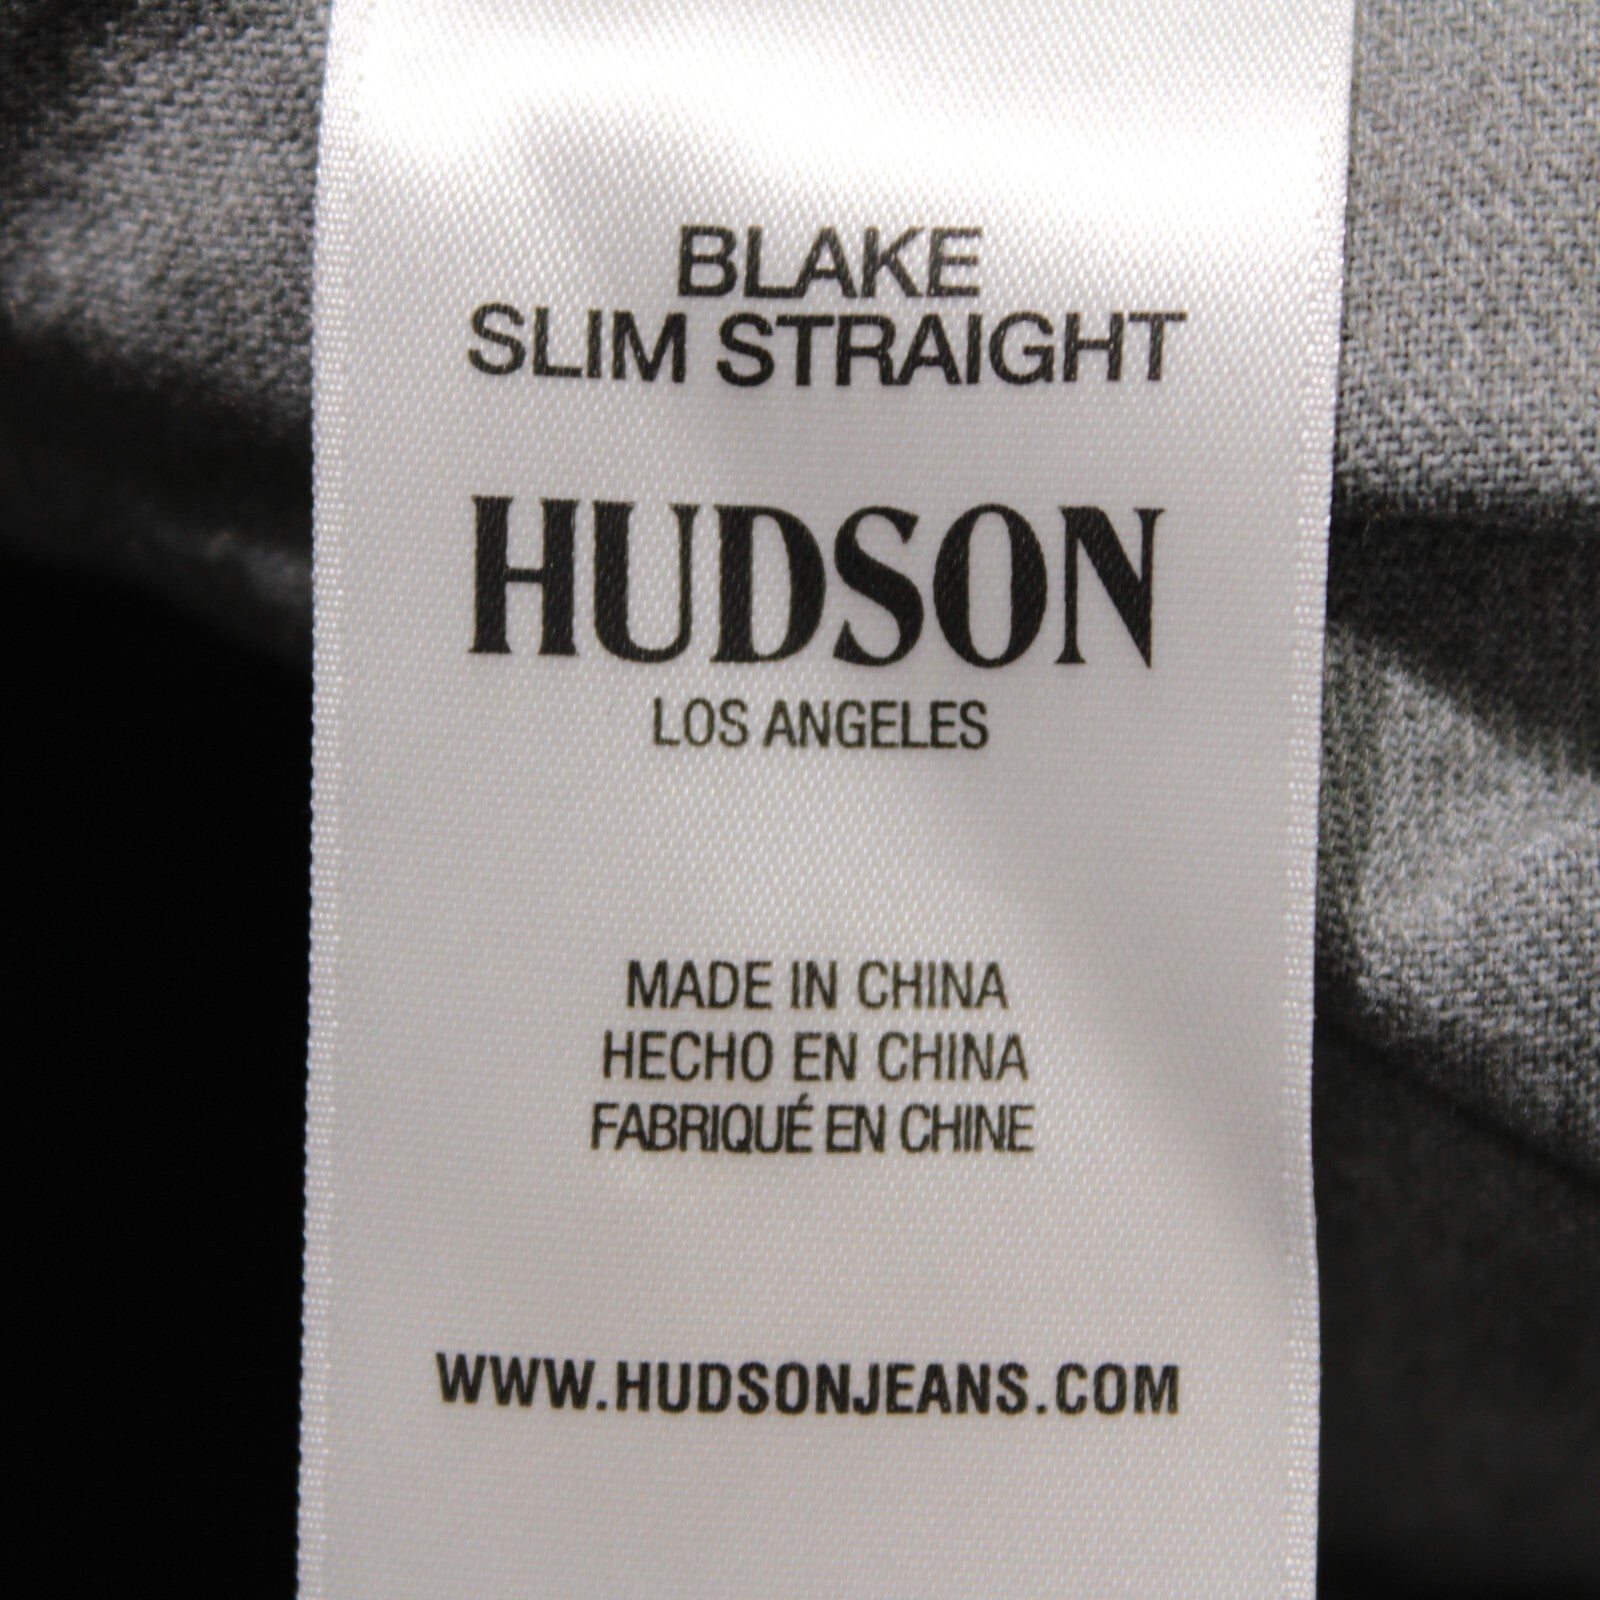 BLAKE
SLIM STRAIGHT
HUDSON
LOS ANGELES
MADE IN CHINA
HECHO EN CHINA
FABRIQUÉ EN CHINE
WWW.HUDSONJEANS.COM